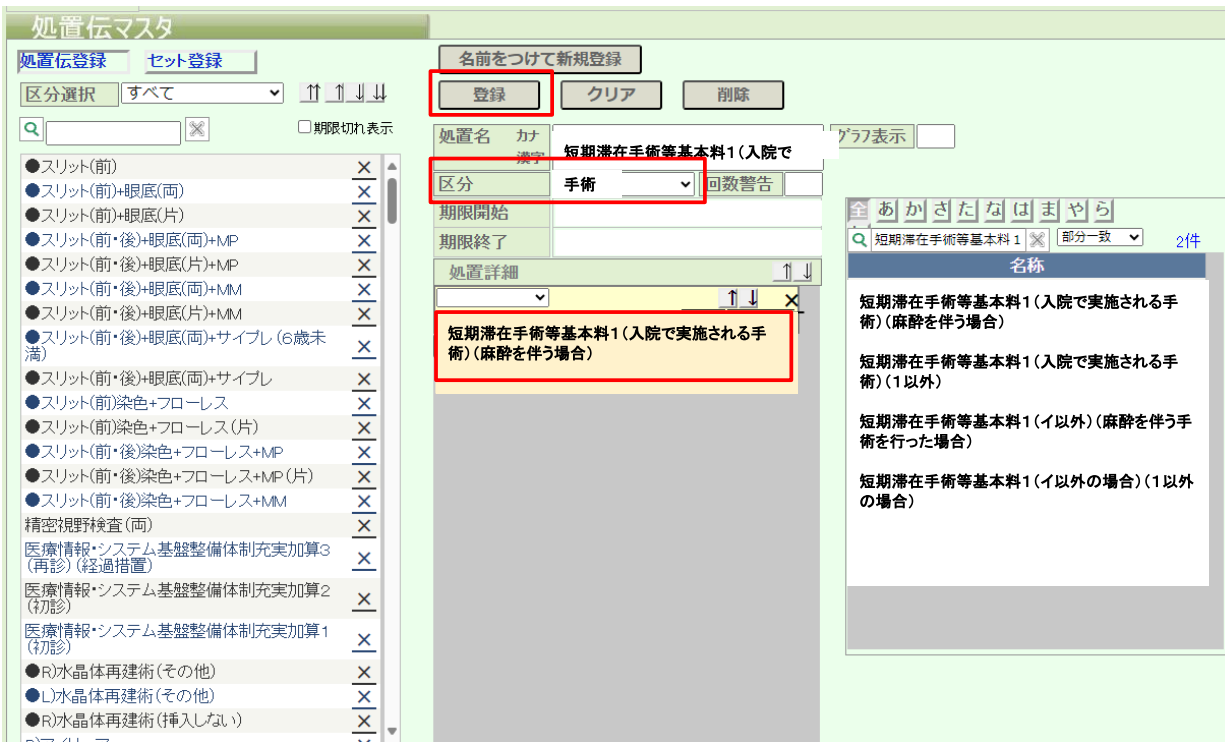 処置伝マスタ
処置伝登録 セット登録
区分選択 すべて
期限切れ表示
●スリット(前)
●スリット(前)+眼底(両)
●スリット(前)+眼底(片)
●スリット(前・後)+眼底(両)+MP
●スリット(前・後)+眼底(片)+MP
●スリット(前・後)+眼底(両)+MM
●スリット(前・後)+眼底(片)+MM
●スリット(前・後)+眼底(両)+サイプレ(6歳未
満)
●スリット(前・後)+眼底(両)+サイプレ
●スリット(前)染色+フローレス
●スリット(前)染色+フローレス(片)
●スリット(前・後)染色+フローレス+MP
●スリット(前・後)染色+フローレス+MP(片)
●スリット(前・後)染色+フローレス+MM
精密視野検査(両)
医療情報・システム基盤整備体制充実加算3
(再診)(経過措置)
医療情報・システム基盤整備体制充実加算2
(初診)
医療情報・システム基盤整備体制充実加算1
(初診)
●R)水晶体再建術(その他)
●L)水晶体再建術(その他)
●R)水晶体再建術(挿入しない)
名前をつけて新規登録
登録 クリア 削除
処置名 カナ
漢字 短期滞在手術等基本料1(入院で
グラフ表示
区分 手術 回数警告
期限開始
期限終了
処置詳細
短期滞在手術等基本料1(入院で実施される手
術)(麻酔を伴う場合)
全 あ か さ た な は ま や ら
短期滞在手術等基本料1 部分一致 2件
名称
短期滞在手術等基本料1(入院で実施される手
術)(麻酔を伴う場合)
短期滞在手術等基本料1(入院で実施される手
術)(1以外)
短期滞在手術等基本料1(イ以外)(麻酔を伴う手
術を行った場合)
短期滞在手術等基本料1(イ以外の場合)(1以外
の場合)